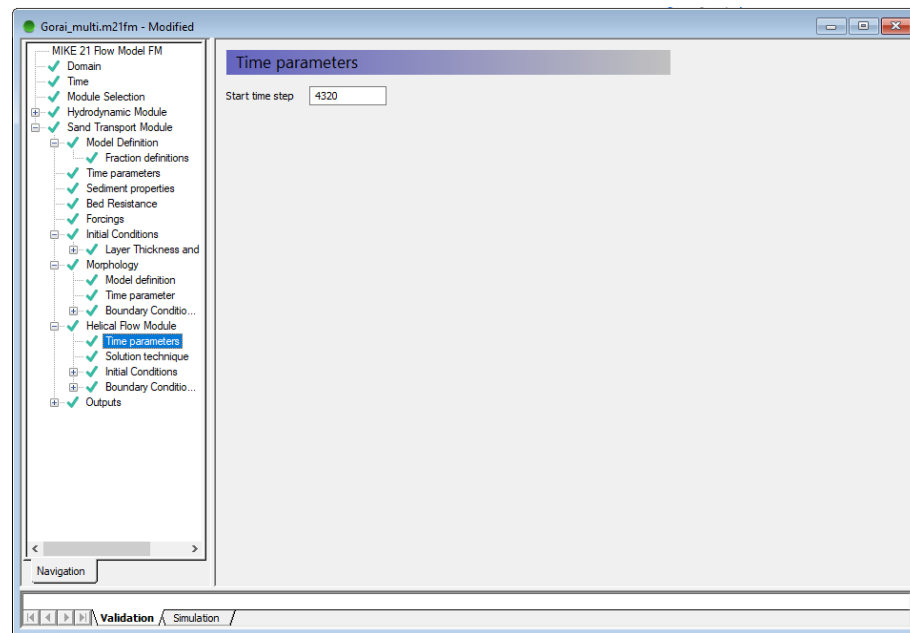 Gorai_multi.m21fm - Modified
MIKE 21 Flow Model FM
Domain
Time
Module Selection
Hydrodynamic Module
Sand Transport Module
Model Definition
Fraction definitions
Time parameters
Sediment properties
Bed Resistance
Forcings
Initial Conditions
Layer Thickness and
Morphology
Model definition
Time parameter
Boundary Conditio...
Helical Flow Module
Time parameters
Solution technique
Initial Conditions
Boundary Conditio...
Outputs
Navigation
Time parameters
Start time step 4320
Validation Simulation